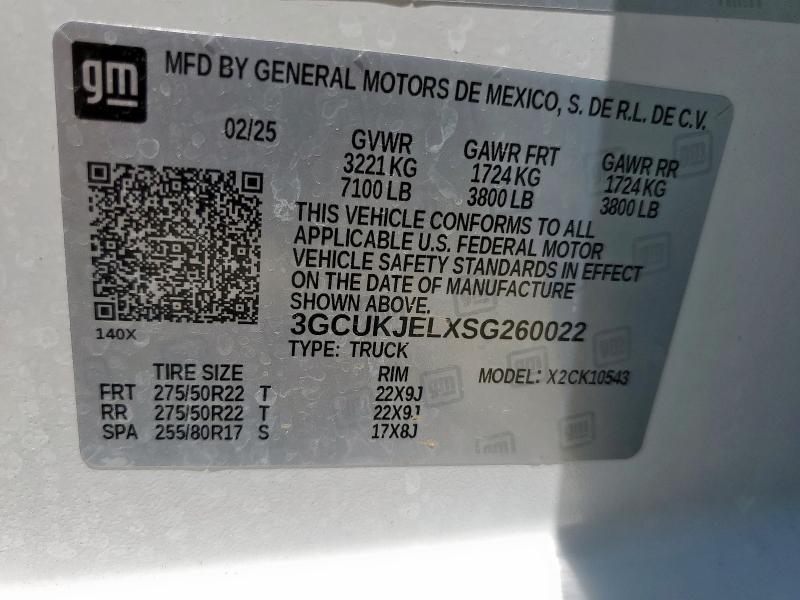 gm
MFD BY GENERAL MOTORS DE MEXICO, S. DE R.L. DE C.V.
02/25
GVWR
3221 KG
7100 LB
GAWR FRT
1724 KG
3800 LB
GAWR RR
1724 KG
3800 LB
THIS VEHICLE CONFORMS TO ALL
APPLICABLE U.S. FEDERAL MOTOR
VEHICLE SAFETY STANDARDS IN EFFECT
ON THE DATE OF MANUFACTURE
SHOWN ABOVE.
140X
3GCUKJELXSG260022
TYPE: TRUCK
MODEL: X2CK10543
TIRE SIZE RIM
FRT 275/50R22 T 22X9J
RR 275/50R22 T 22X9J
SPA 255/80R17 S 17X8J